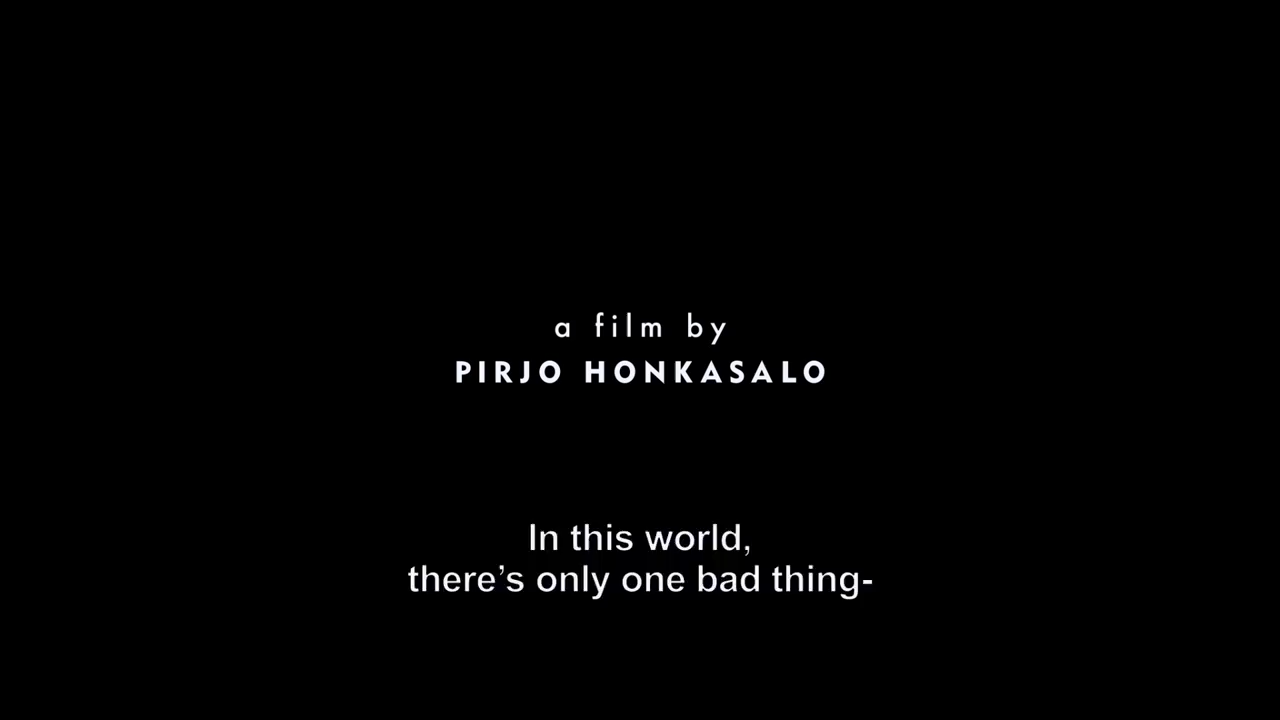 a film by
PIRJO HONKASALO
In this world,
there’s only one bad thing-